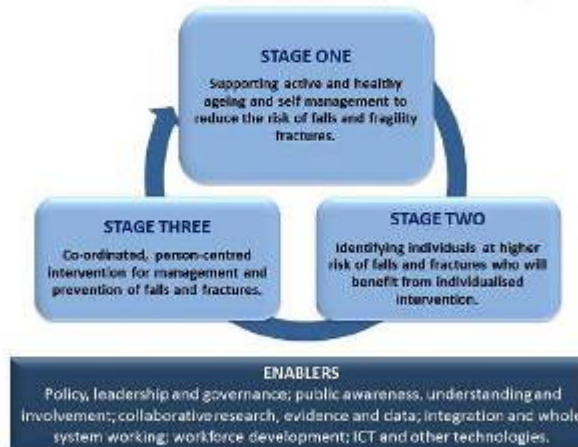 STAGE ONE
Supporting active and healthy
ageing and self management to
reduce the risk of falls and fragility
fractures.
STAGE THREE
Co-ordinated, person-centred
intervention for management and
prevention of falls and fractures.
STAGE TWO
Identifying individuals at higher
risk of falls and fractures who will
benefit from individualised
intervention.
ENABLERS
Policy, leadership and governance; public awareness, understanding and
involvement; collaborative research, evidence and data; integration and whole
system working; workforce development; ICT and other technologies.